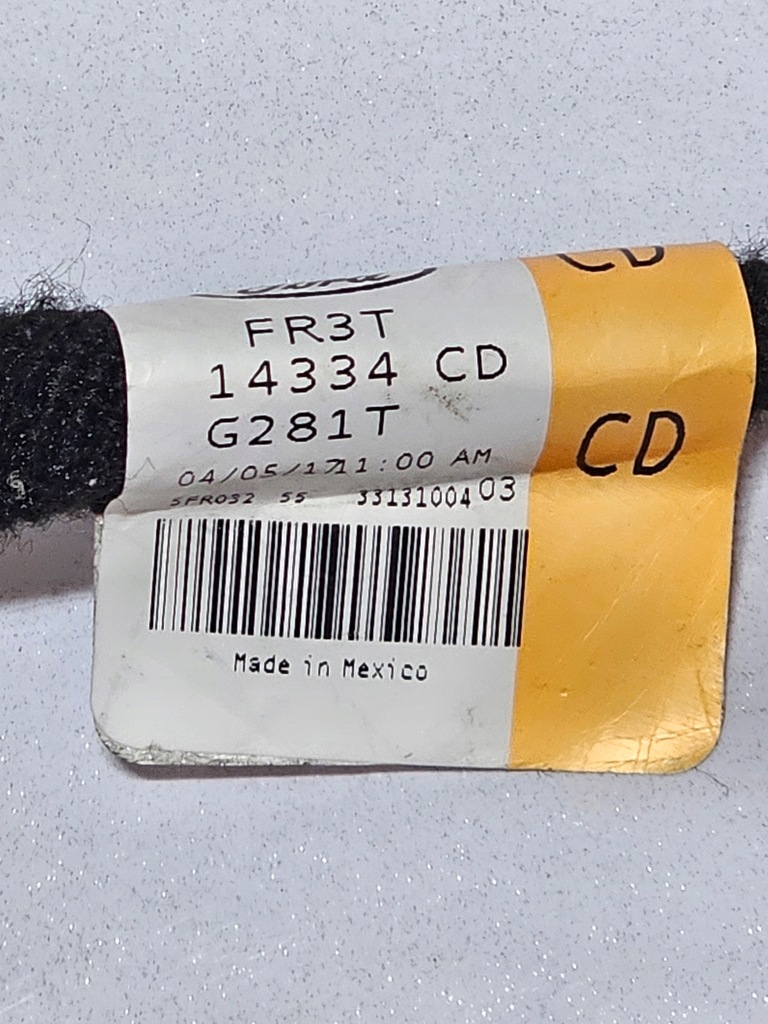 Ford
CD
FR3T
14334 CD
G281T
CD
04/05/17 11:00 AM
5FR032 55 33131004 03
Made in Mexico